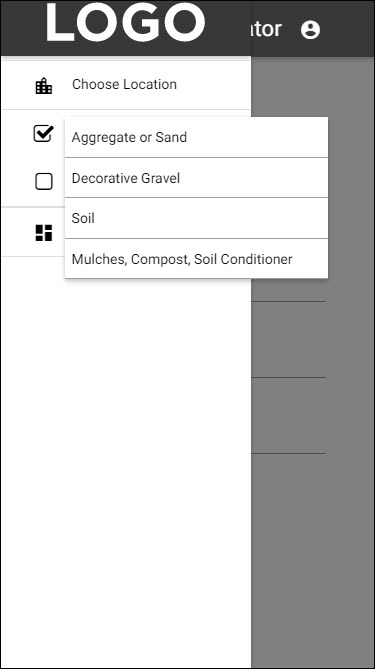 LOGO
ator
Choose Location
Aggregate or Sand
Decorative Gravel
Soil
Mulches, Compost, Soil Conditioner